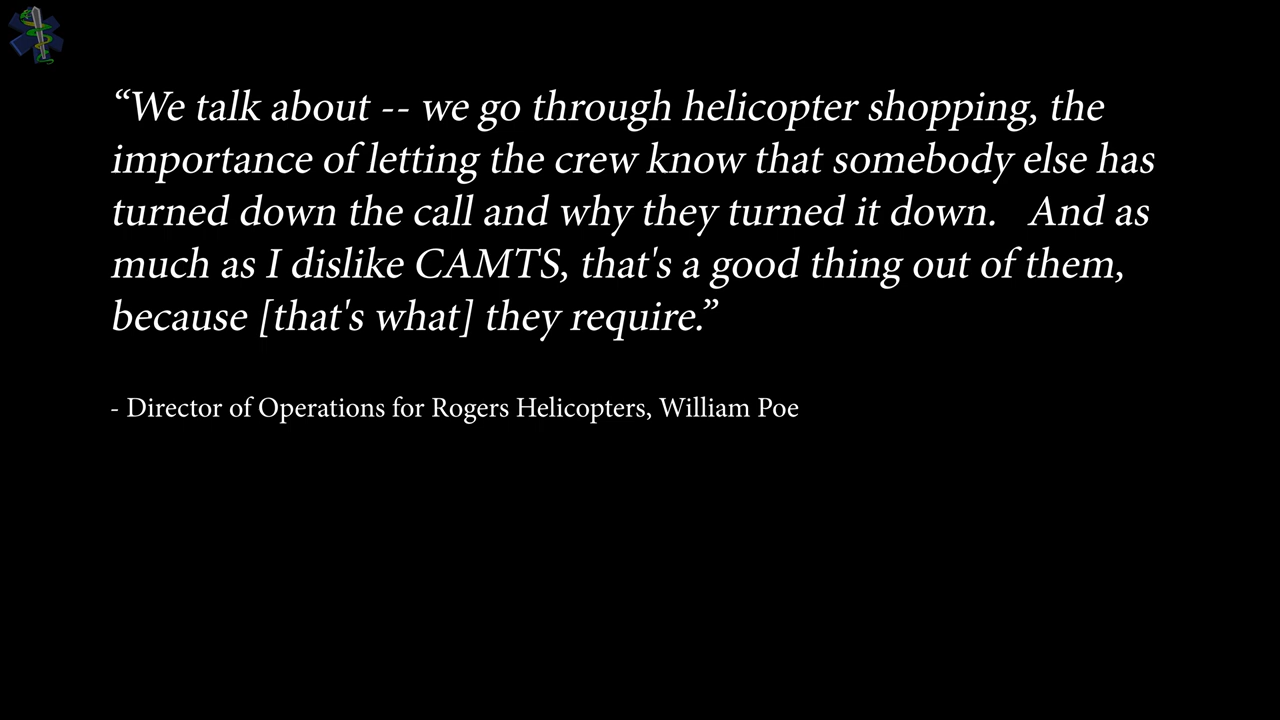 “We talk about -- we go through helicopter shopping, the
importance of letting the crew know that somebody else has
turned down the call and why they turned it down.   And as
much as I dislike CAMTS, that's a good thing out of them,
because [that's what] they require.”
- Director of Operations for Rogers Helicopters, William Poe